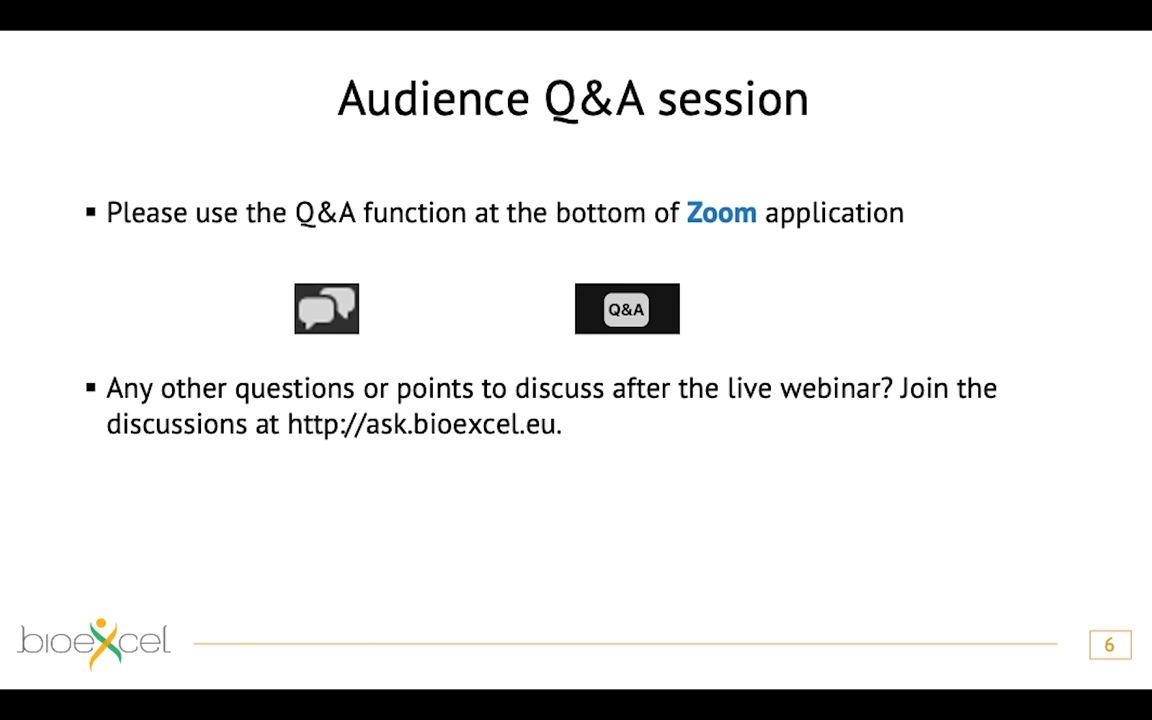 Audience Q&A session
▪ Please use the Q&A function at the bottom of Zoom application
Q&A
▪ Any other questions or points to discuss after the live webinar? Join the
discussions at http://ask.bioexcel.eu.
bioexcel
6